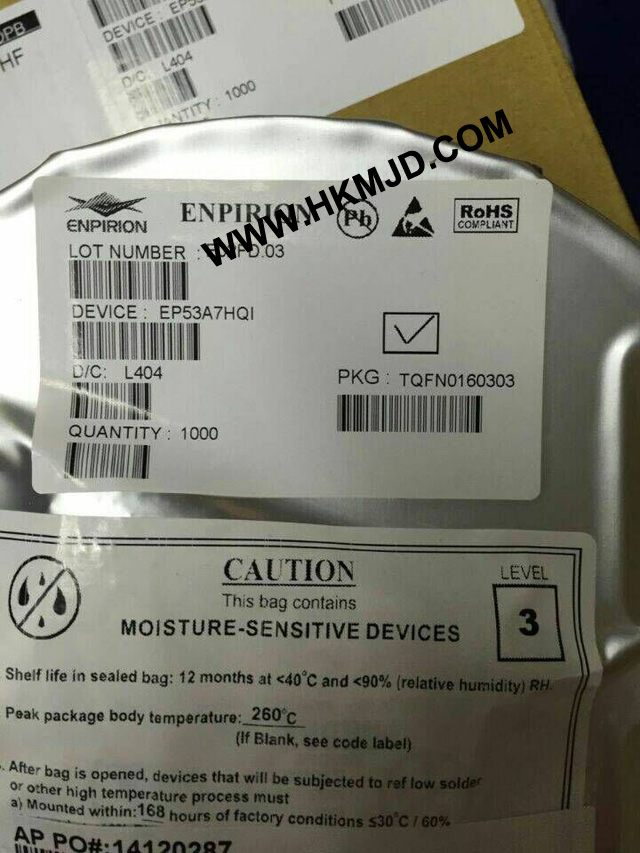 OPB
HF
DEVICE : EP53
D/C: L404
QUANTITY : 1000
WWW.HKMJD.COM
ENPIRION
ENPIRION
Pb
RoHS
COMPLIANT
LOT NUMBER :
DEVICE : EP53A7HQI
D/C: L404
PKG : TQFN0160303
QUANTITY : 1000
CAUTION
LEVEL
This bag contains
3
MOISTURE-SENSITIVE DEVICES
Shelf life in sealed bag: 12 months at <40°C and <90% (relative humidity) RH.
Peak package body temperature: 260°C
(If Blank, see code label)
. After bag is opened, devices that will be subjected to ref low solder
or other high temperature process must
a) Mounted within: 168 hours of factory conditions ≤30°C / 60%
AP PO#:14120287